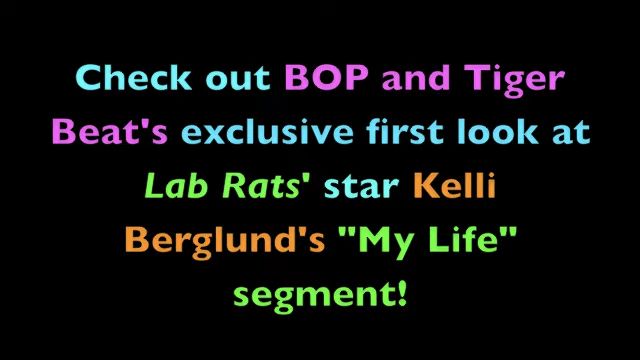 Check out BOP and Tiger
Beat's exclusive first look at
Lab Rats' star Kelli
Berglund's "My Life"
segment!